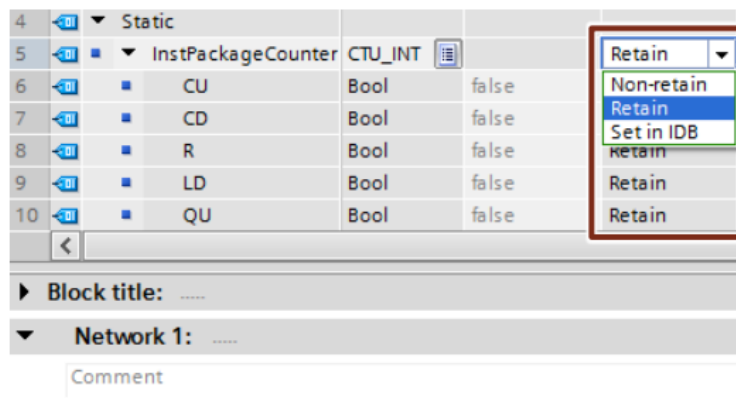 4 Static
5 InstPackageCounter CTU_INT Retain
Non-retain
Retain
Set in IDB
6 CU Bool false
7 CD Bool false
8 R Bool false Retain
9 LD Bool false Retain
10 QU Bool false Retain
Block title: .....
Network 1: .....
Comment